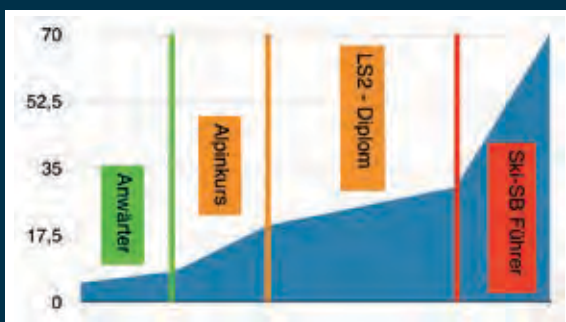 70
52,5
35
17,5
0
Anwärter
Alpinkurs
LS2 - Diplom
Ski-SB Führer